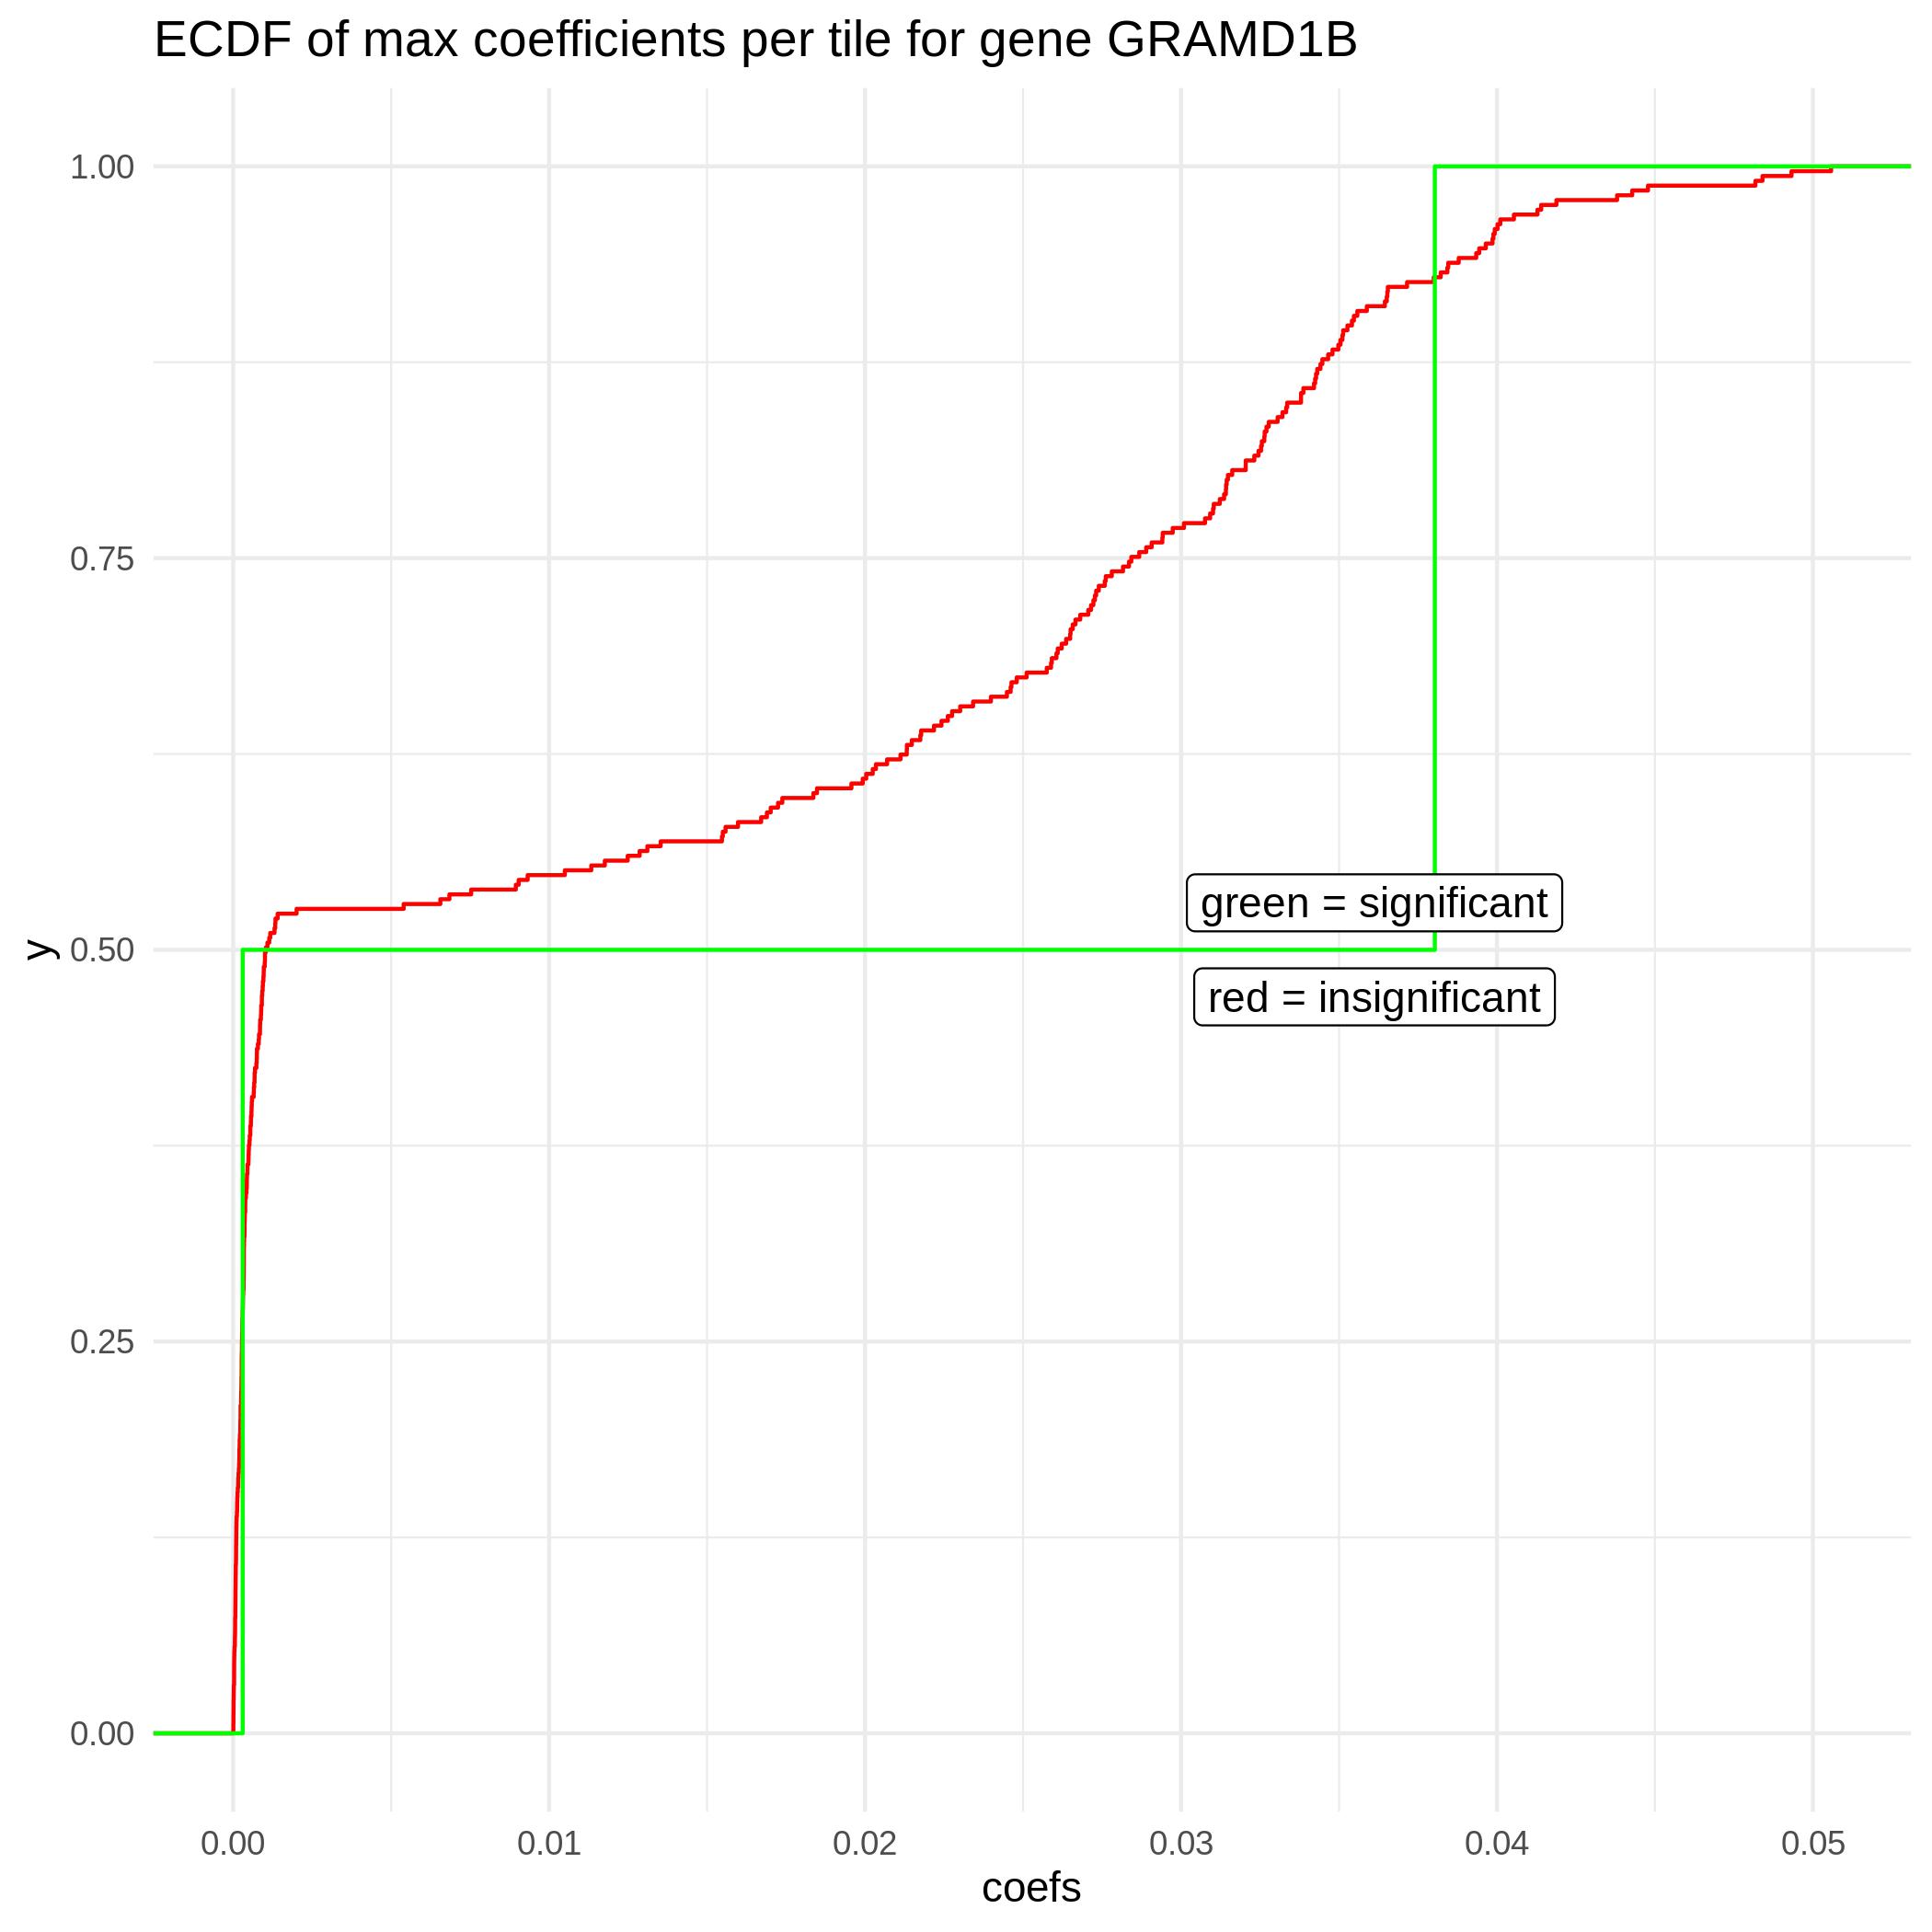 ECDF of max coefficients per tile for gene GRAMD1B
1.00
0.75
0.50
0.25
0.00
y
green = significant
red = insignificant
0.00 0.01 0.02 0.03 0.04 0.05
coefs